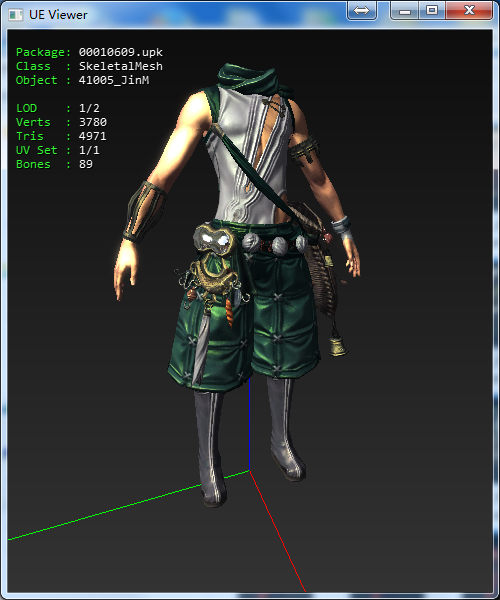 UE Viewer
Package: 00010609.upk
Class : SkeletalMesh
Object : 41005_JinM
LOD : 1/2
Verts : 3780
Tris : 4971
UV Set : 1/1
Bones : 89